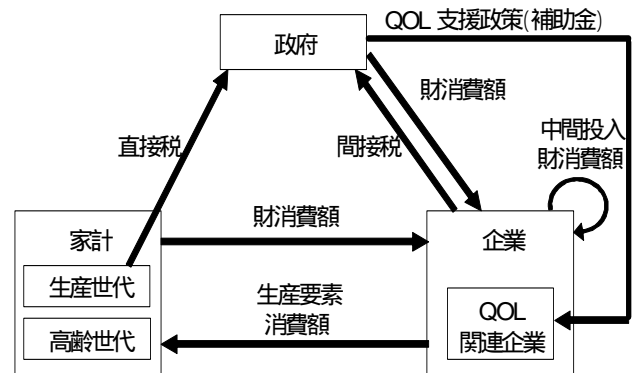 QOL 支援政策(補助金)
政府
財消費額
直接税
間接税
中間投入
財消費額
家計
財消費額
企業
生産世代
生産要素
消費額
高齢世代
QOL
関連企業